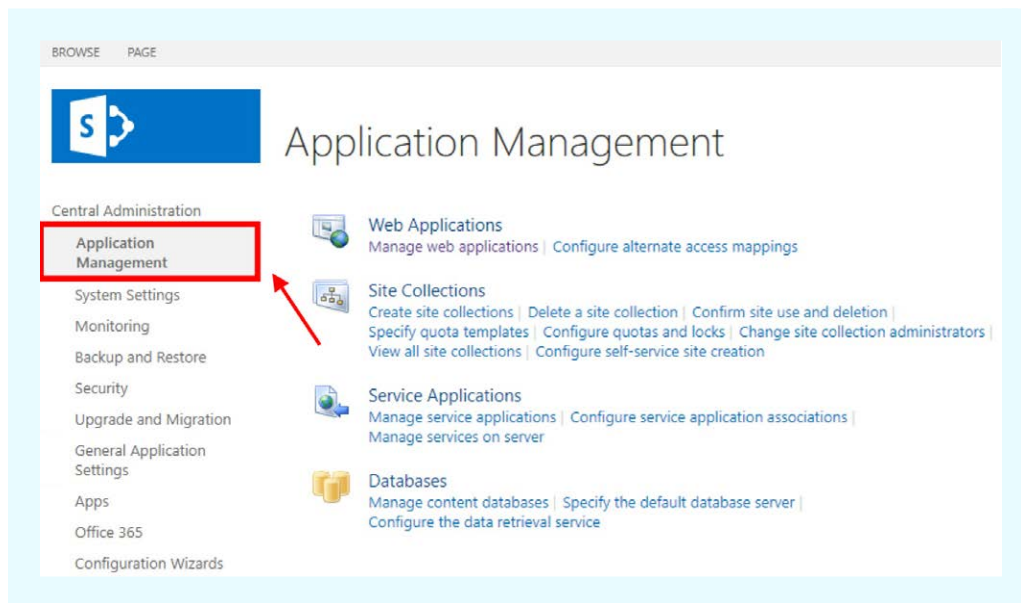 BROWSE PAGE
S
Application Management
Central Administration
Application
Management
System Settings
Monitoring
Backup and Restore
Security
Upgrade and Migration
General Application
Settings
Apps
Office 365
Configuration Wizards
Web Applications
Manage web applications | Configure alternate access mappings
Site Collections
Create site collections | Delete a site collection | Confirm site use and deletion |
Specify quota templates | Configure quotas and locks | Change site collection administrators |
View all site collections | Configure self-service site creation
Service Applications
Manage service applications | Configure service application associations |
Manage services on server
Databases
Manage content databases | Specify the default database server |
Configure the data retrieval service